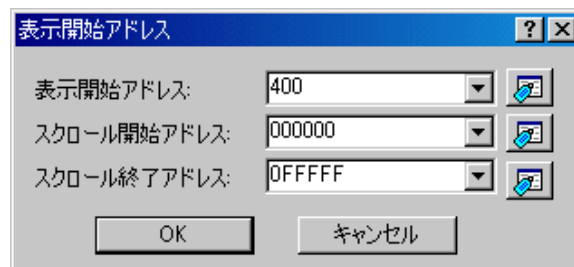 表示開始アドレス
表示開始アドレス: 400
スクロール開始アドレス: 000000
スクロール終了アドレス: 0FFFFF
OK キャンセル